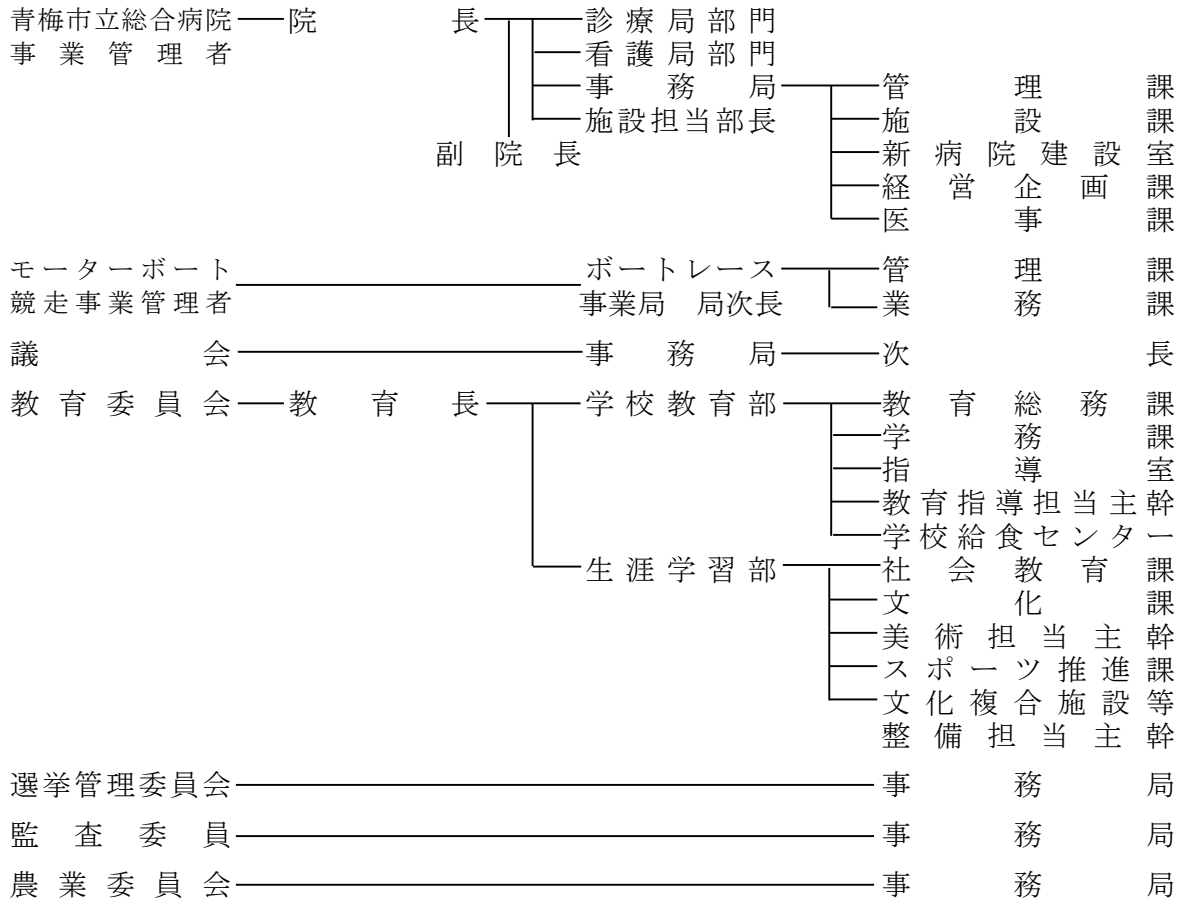 青梅市立総合病院 院長 診療局部門
事業管理者 看護局部門
事務局 管理課
施設担当部長 施設課
副院長 新病院建設室
経営企画課
医事課
モーターボート ボートレース 管理課
競走事業管理者 事業局 局次長 業務課
議会 事務局 次長
教育委員会 教育長 学校教育部 教育総務課
学務課
指導室
教育指導担当主幹
学校給食センター
生涯学習部 社会教育課
文化課
美術担当主幹
スポーツ推進課
文化複合施設等
整備担当主幹
選挙管理委員会 事務局
監査委員 事務局
農業委員会 事務局